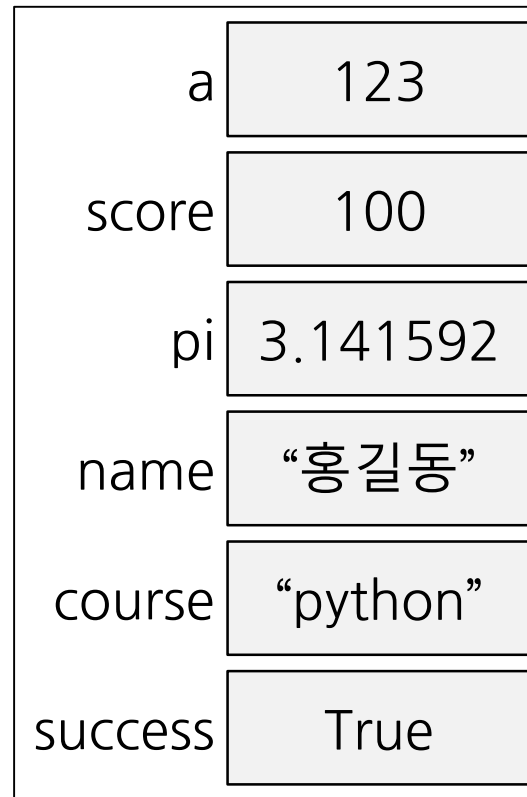 a 123
score 100
pi 3.141592
name “홍길동”
course “python”
success True